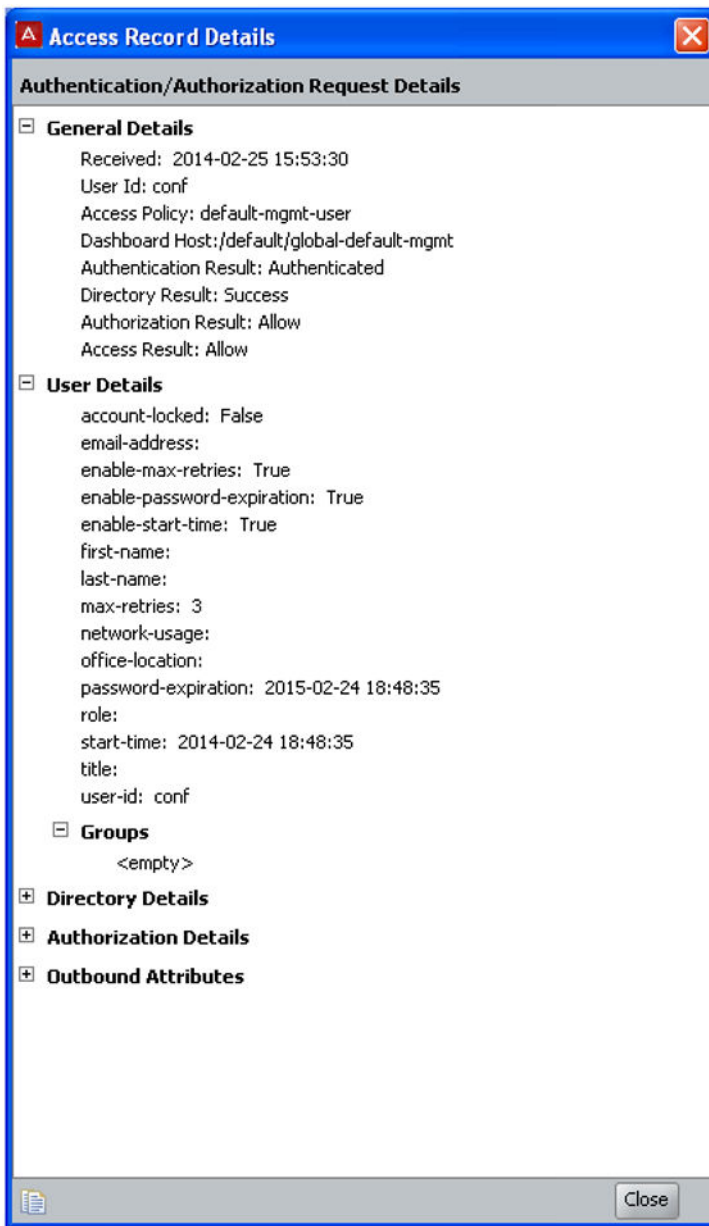 Access Record Details
Authentication/Authorization Request Details
General Details
Received: 2014-02-25 15:53:30
User Id: conf
Access Policy: default-mgmt-user
Dashboard Host:/default/global-default-mgmt
Authentication Result: Authenticated
Directory Result: Success
Authorization Result: Allow
Access Result: Allow
User Details
account-locked: False
email-address:
enable-max-retries: True
enable-password-expiration: True
enable-start-time: True
first-name:
last-name:
max-retries: 3
network-usage:
office-location:
password-expiration: 2015-02-24 18:48:35
role:
start-time: 2014-02-24 18:48:35
title:
user-id: conf
Groups
<empty>
Directory Details
Authorization Details
Outbound Attributes
Close